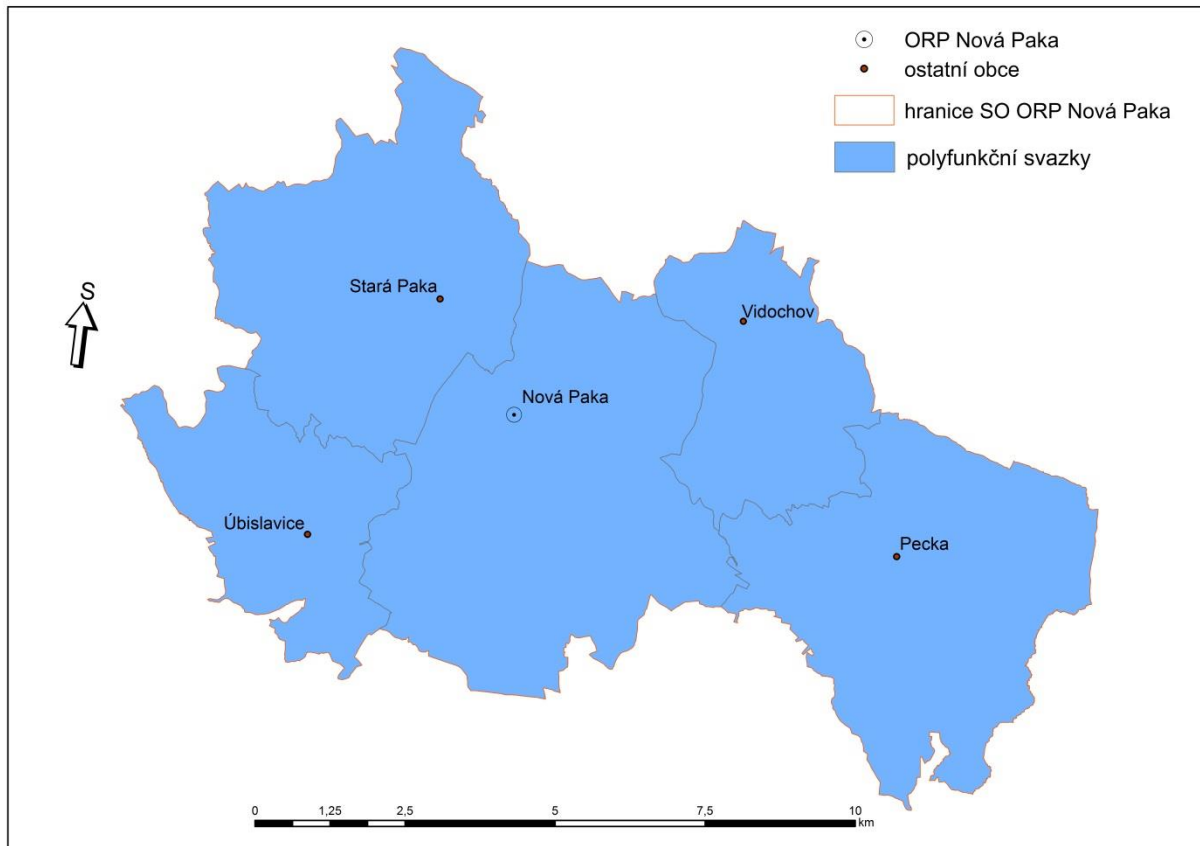 ORP Nová Paka
ostatní obce
hranice SO ORP Nová Paka
polyfunkční svazky
S
Stará Paka
Vidochov
Nová Paka
Úbislavice
Pecka
0 1,25 2,5 5 7,5 10
km